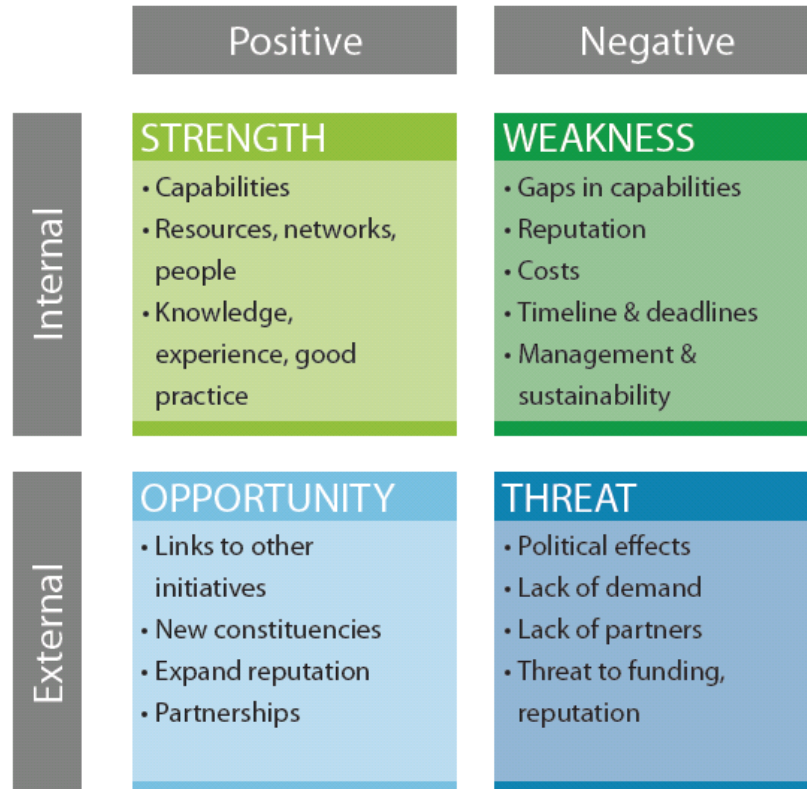 Positive
Negative
Internal
STRENGTH
• Capabilities
• Resources, networks,
people
• Knowledge,
experience, good
practice
WEAKNESS
• Gaps in capabilities
• Reputation
• Costs
• Timeline & deadlines
• Management &
sustainability
External
OPPORTUNITY
• Links to other
initiatives
• New constituencies
• Expand reputation
• Partnerships
THREAT
• Political effects
• Lack of demand
• Lack of partners
• Threat to funding,
reputation